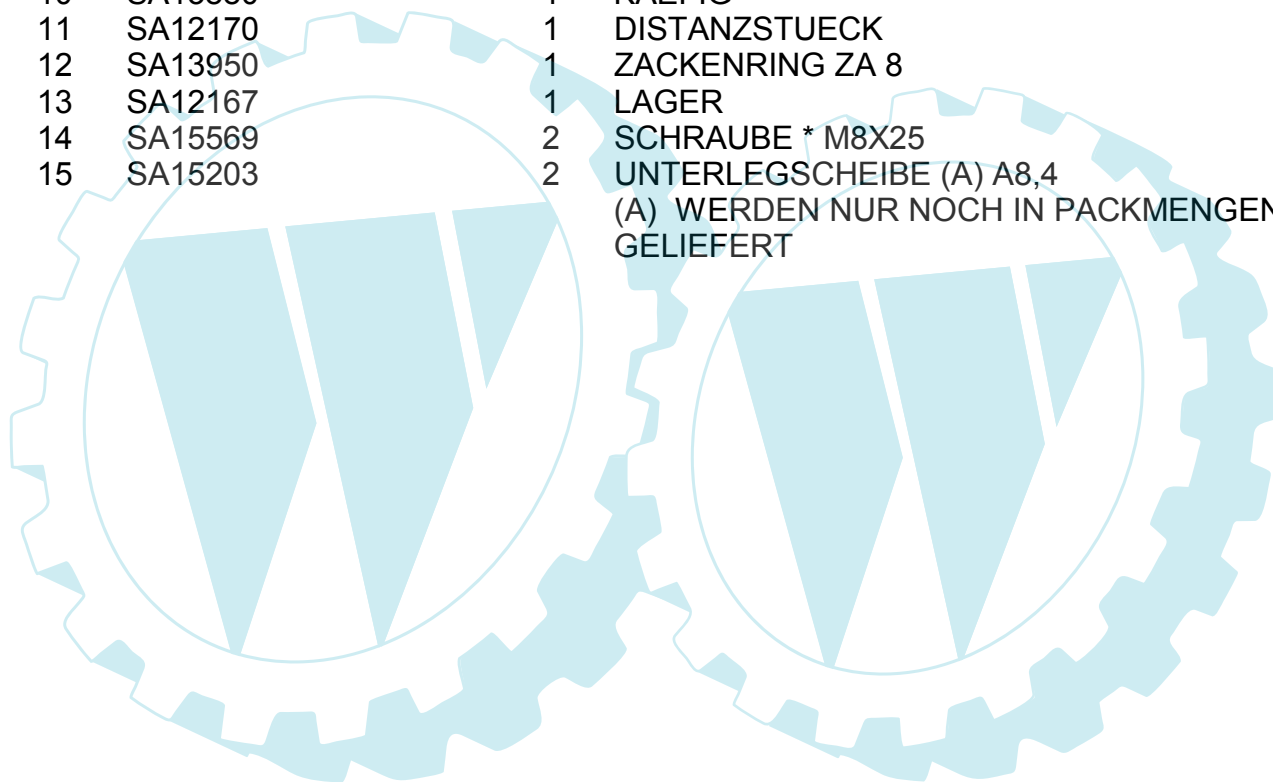 11 SA12170 1 DISTANZSTUECK
12 SA13950 1 ZACKENRING ZA 8
13 SA12167 1 LAGER
14 SA15569 2 SCHRAUBE * M8X25
15 SA15203 2 UNTERLEGSCHEIBE (A) A8,4
(A) WERDEN NUR NOCH IN PACKMENGEN
GELIEFERT